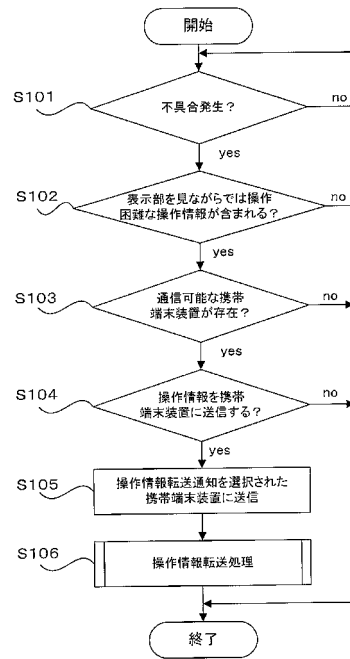 開始
S101
不具合発生?
no
yes
S102
表示部を見ながらでは操作
困難な操作情報が含まれる?
no
yes
S103
通信可能な携帯
端末装置が存在?
no
yes
S104
操作情報を携帯
端末装置に送信する?
no
yes
S105
操作情報転送通知を選択された
携帯端末装置に送信
S106
操作情報転送処理
終了